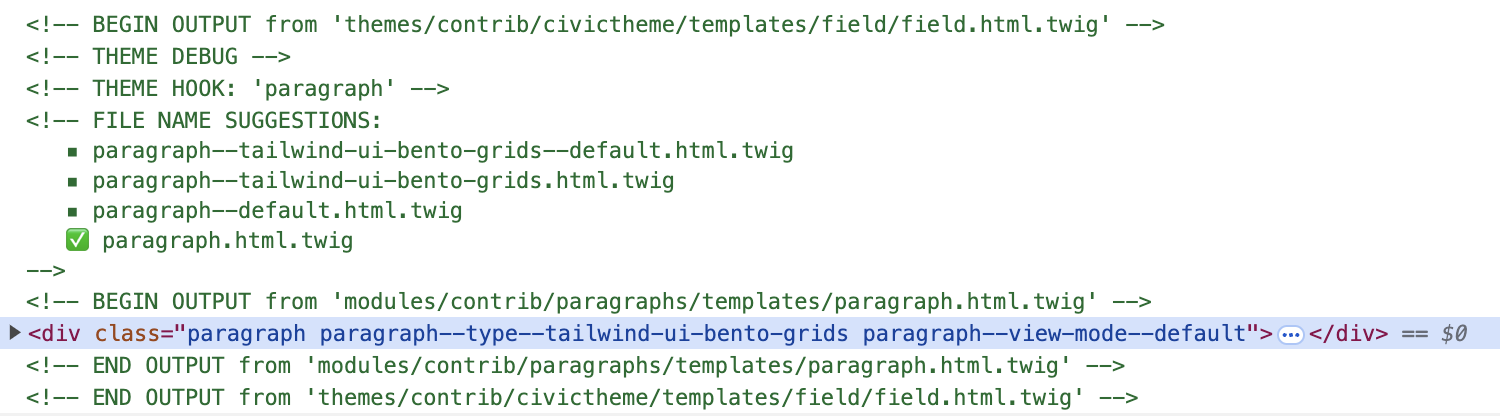 <!-- BEGIN OUTPUT from 'themes/contrib/civictheme/templates/field/field.html.twig' -->
<!-- THEME DEBUG -->
<!-- THEME HOOK: 'paragraph' -->
<!-- FILE NAME SUGGESTIONS:
▪ paragraph--tailwind-ui-bento-grids--default.html.twig
▪ paragraph--tailwind-ui-bento-grids.html.twig
▪ paragraph--default.html.twig
✅ paragraph.html.twig
-->
<!-- BEGIN OUTPUT from 'modules/contrib/paragraphs/templates/paragraph.html.twig' -->
▶<div class="paragraph paragraph--type--tailwind-ui-bento-grids paragraph--view-mode--default">…</div> == $0
<!-- END OUTPUT from 'modules/contrib/paragraphs/templates/paragraph.html.twig' -->
<!-- END OUTPUT from 'themes/contrib/civictheme/templates/field/field.html.twig' -->